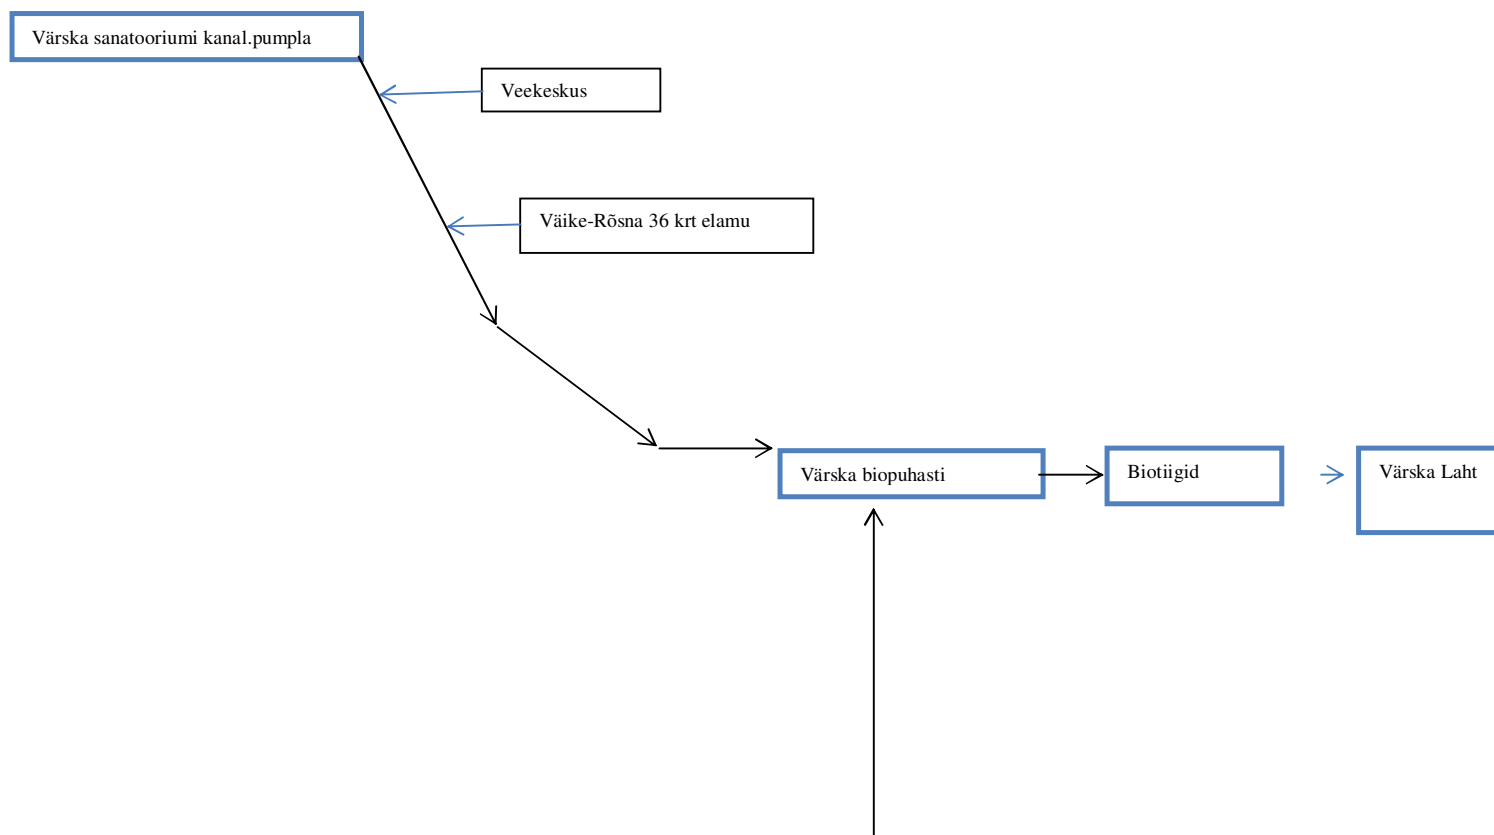 Värska sanatooriumi kanal.pumpla
Veekeskus
Väike-Rõsna 36 krt elamu
Värska biopuhasti
Biotiigid
Värska Laht